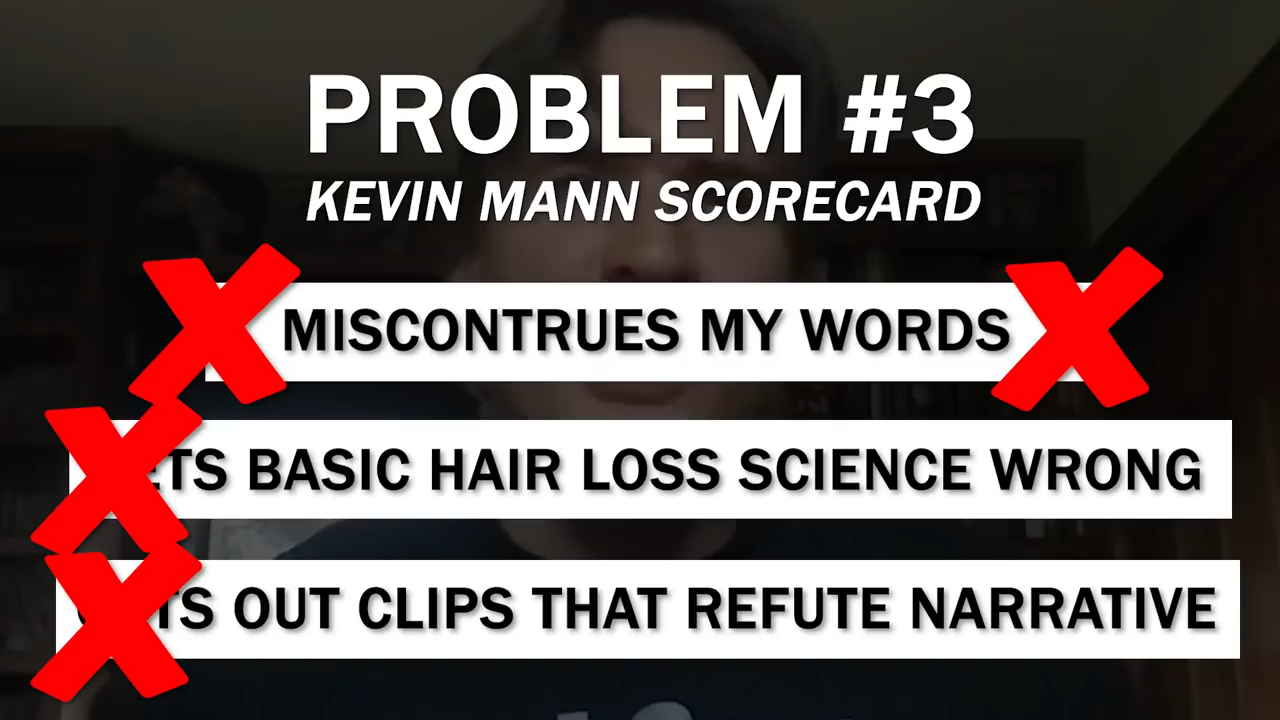 PROBLEM #3
KEVIN MANN SCORECARD
MISCONTRUES MY WORDS
BASIC HAIR LOSS SCIENCE WRONG
OUT CLIPS THAT REFUTE NARRATIVE